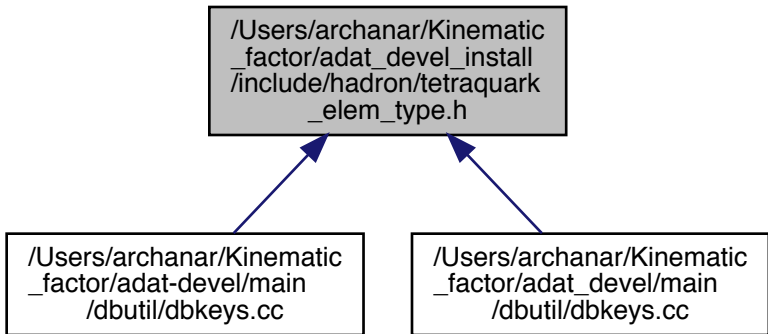 /Users/archanar/Kinematic
_factor/adat_devel_install
/include/hadron/tetraquark
_elem_type.h
/Users/archanar/Kinematic
_factor/adat-devel/main
/dbutil/dbkeys.cc
/Users/archanar/Kinematic
_factor/adat_devel/main
/dbutil/dbkeys.cc